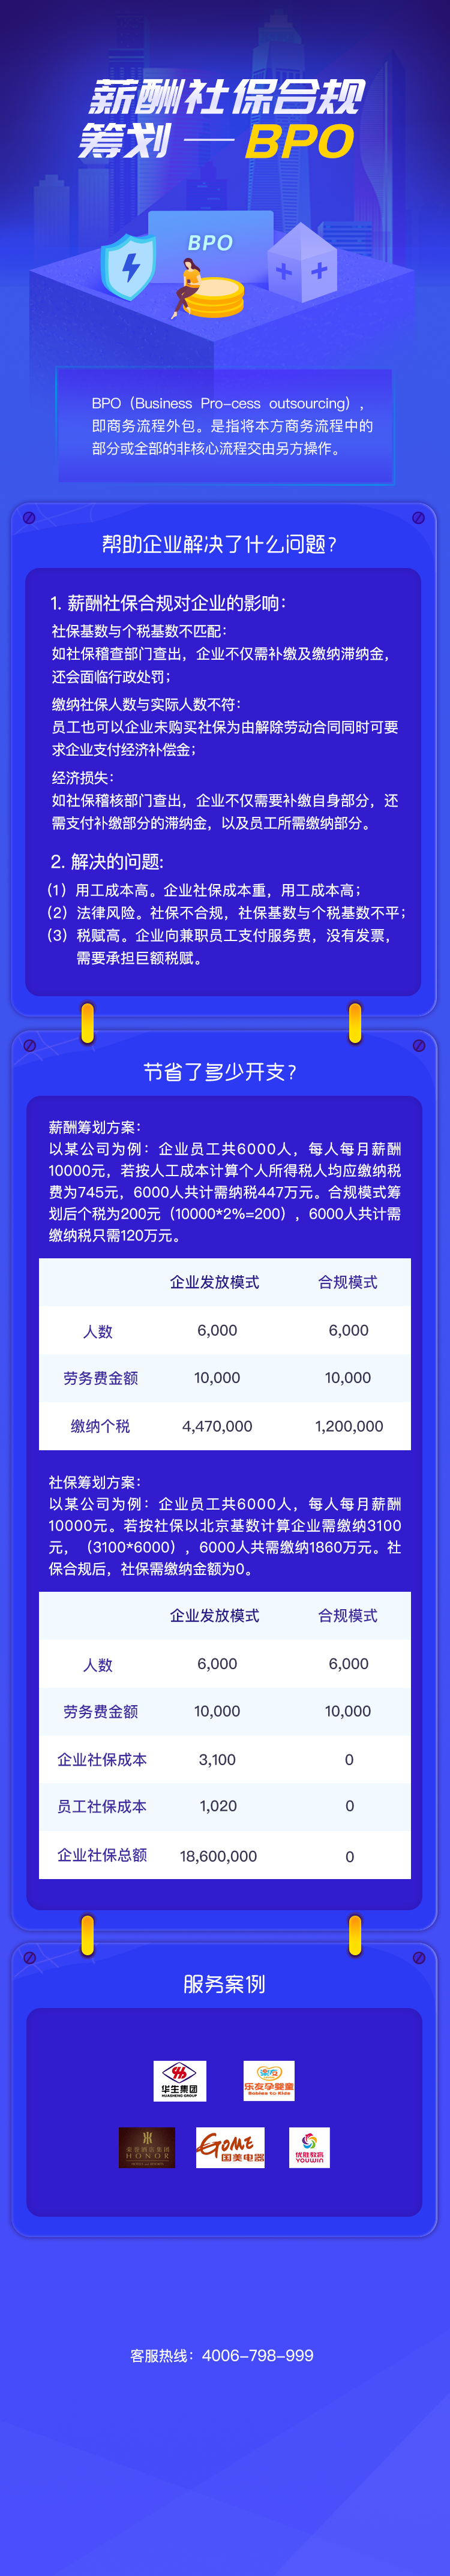 薪酬社保合规
筹划 — BPO
BPO
BPO（Business Pro-cess outsourcing），
即商务流程外包。是指将本方商务流程中的
部分或全部的非核心流程交由另方操作。
帮助企业解决了什么问题？
1. 薪酬社保合规对企业的影响：
社保基数与个税基数不匹配：
如社保稽查部门查出，企业不仅需补缴及缴纳滞纳金，
还会面临行政处罚；
缴纳社保人数与实际人数不符：
员工也可以企业未购买社保为由解除劳动合同同时可要
求企业支付经济补偿金；
经济损失：
如社保稽核部门查出，企业不仅需要补缴自身部分，还
需支付补缴部分的滞纳金，以及员工所需缴纳部分。
2. 解决的问题:
（1）用工成本高。企业社保成本重，用工成本高；
（2）法律风险。社保不合规，社保基数与个税基数不平；
（3）税赋高。企业向兼职员工支付服务费，没有发票，
需要承担巨额税赋。
节省了多少开支？
薪酬筹划方案：
以某公司为例：企业员工共6000人，每人每月薪酬
10000元，若按人工成本计算个人所得税人均应缴纳税
费为745元，6000人共计需纳税447万元。合规模式筹
划后个税为200元（10000*2%=200），6000人共计需
缴纳税只需120万元。
企业发放模式 合规模式
人数 6,000 6,000
劳务费金额 10,000 10,000
缴纳个税 4,470,000 1,200,000
社保筹划方案：
以某公司为例：企业员工共6000人，每人每月薪酬
10000元。若按社保以北京基数计算企业需缴纳3100
元，（3100*6000），6000人共需缴纳1860万元。社
保合规后，社保需缴纳金额为0。
企业发放模式 合规模式
人数 6,000 6,000
劳务费金额 10,000 10,000
企业社保成本 3,100 0
员工社保成本 1,020 0
企业社保总额 18,600,000 0
服务案例
华生集团
HUASHENG GROUP
乐友
乐友孕婴童
Babies to Kids
HONOR
GOME
国美电器
优胜教育
YOUWIN
客服热线：4006-798-999